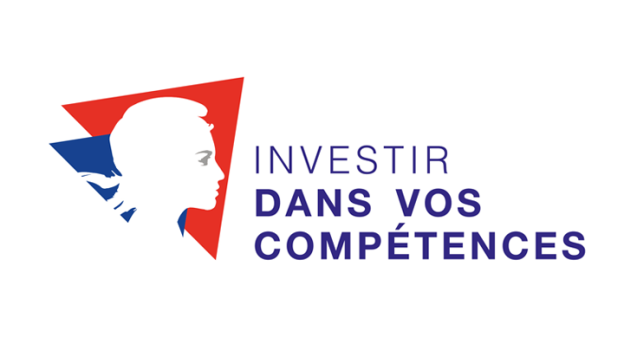 INVESTIR
DANS VOS
COMPÉTENCES